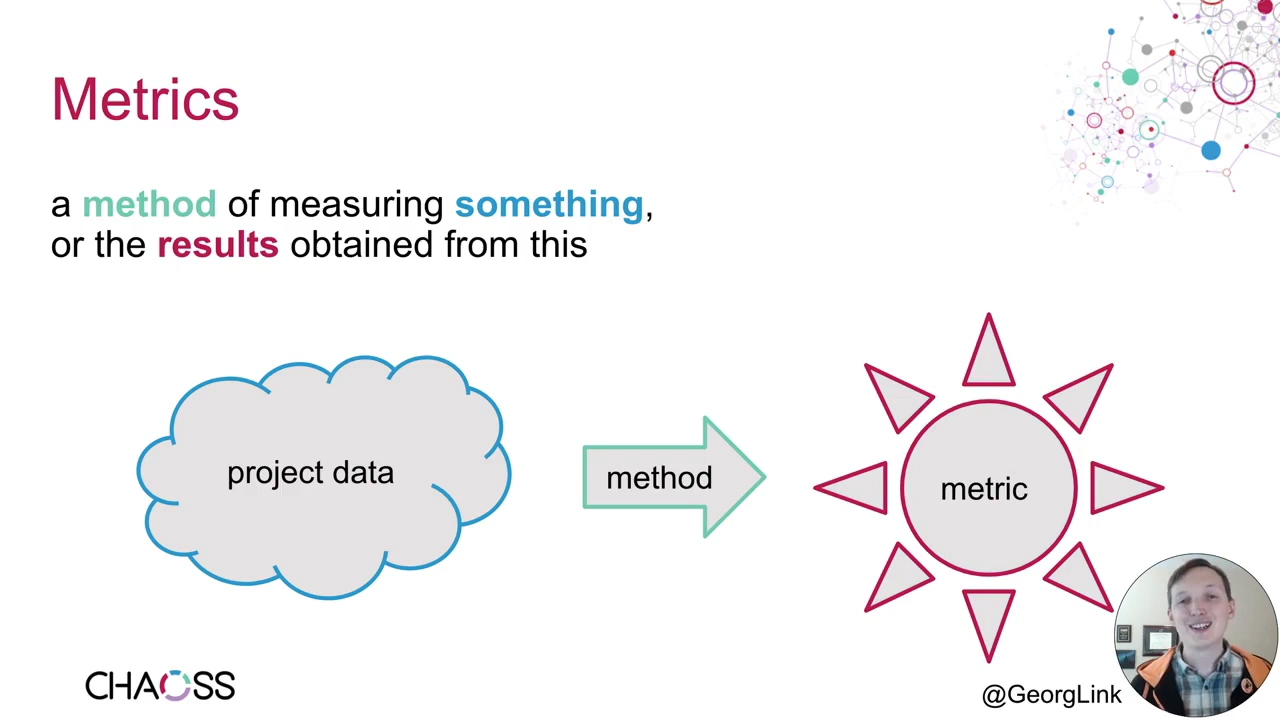 Metrics
a method of measuring something,
or the results obtained from this
project data
method
metric
CHAOSS
@GeorgLink